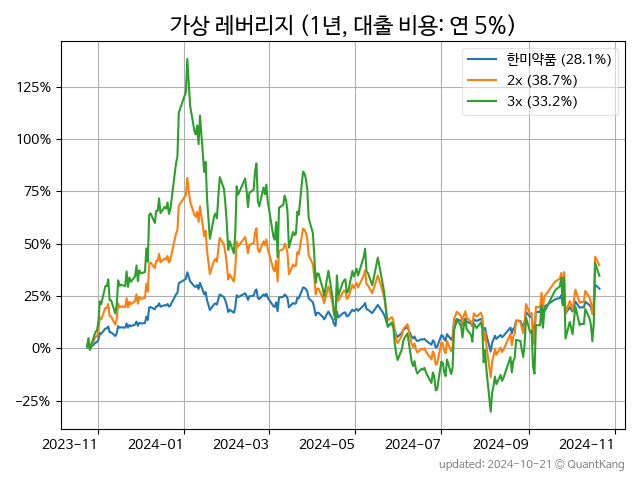 가상 레버리지 (1년, 대출 비용: 연 5%)
한미약품 (28.1%)
2x (38.7%)
3x (33.2%)
125%
100%
75%
50%
25%
0%
−25%
2023-11
2024-01
2024-03
2024-05
2024-07
2024-09
2024-11
updated: 2024-10-21 © QuantKang